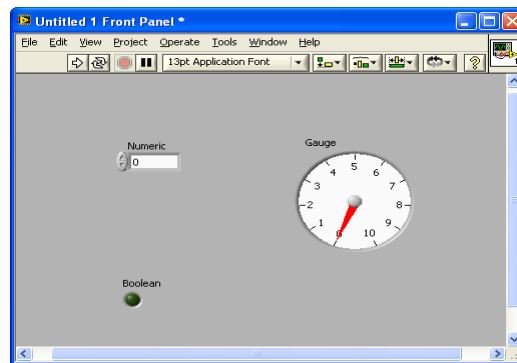 Untitled 1 Front Panel *
File Edit View Project Operate Tools Window Help
13pt Application Font
Numeric
0
Gauge
0 1 2 3 4 5 6 7 8 9 10
Boolean